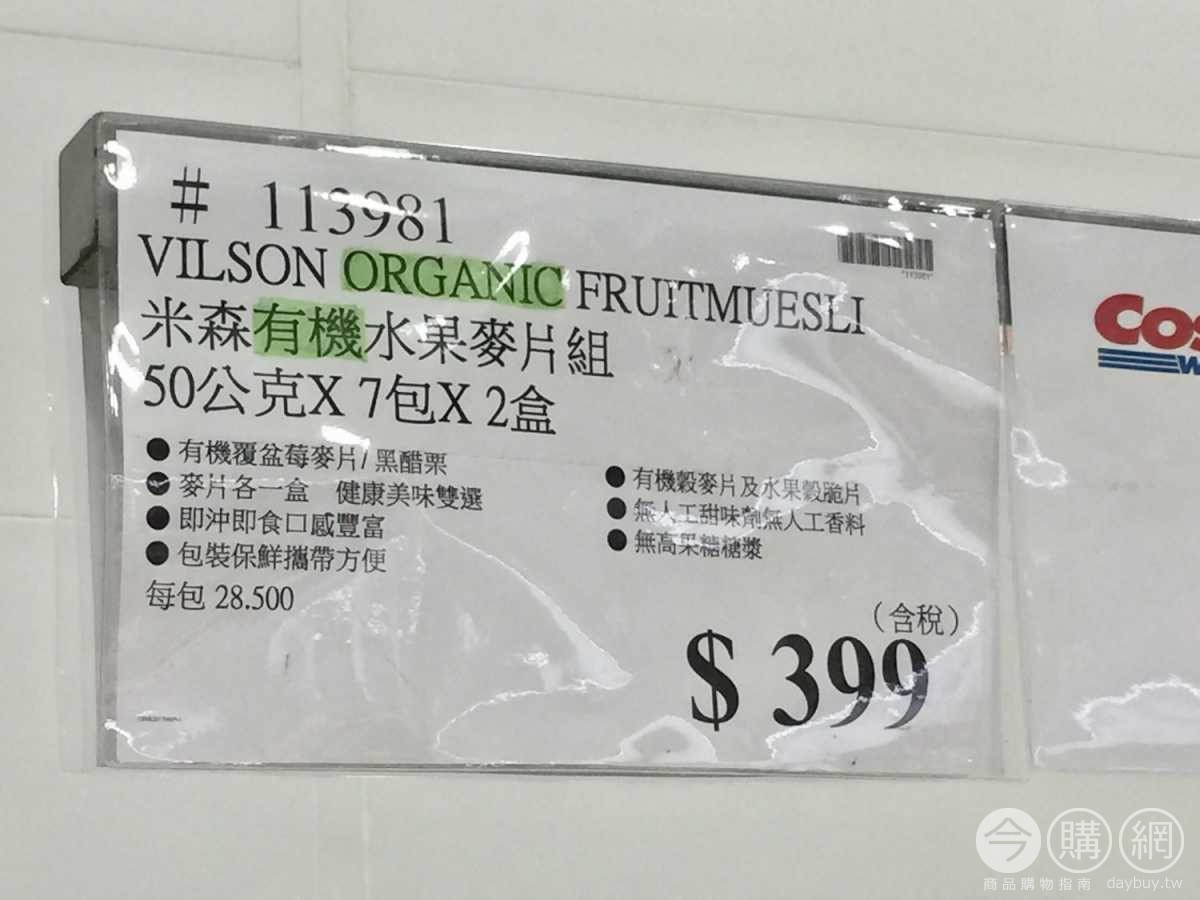 # 113981
"113981"
VILSON ORGANIC FRUITMUESLI
米森有機水果麥片組
50公克X 7包X 2盒
● 有機覆盆莓麥片/ 黑醋栗
● 麥片各一盒 健康美味雙選
● 即沖即食口感豐富
● 包裝保鮮攜帶方便
● 有機穀麥片及水果穀脆片
● 無人工甜味劑無人工香料
● 無高果糖糖漿
每包 28.500
(含稅)
$ 399
今購網
商品購物指南 daybuy.tw